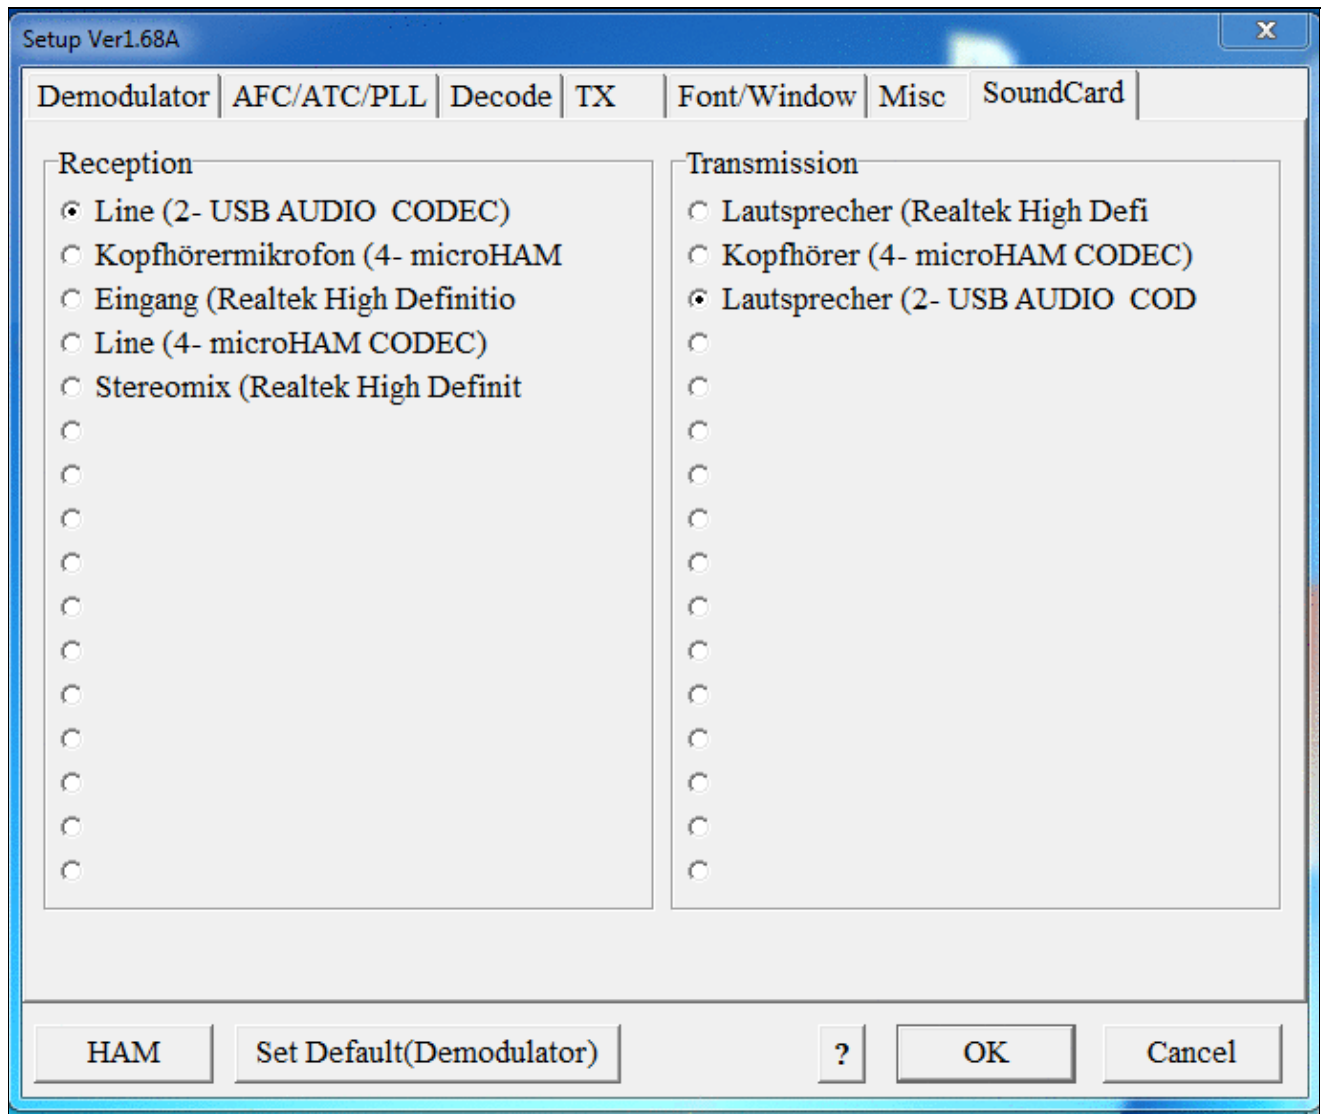 Setup Ver1.68A
x
Demodulator AFC/ATC/PLL Decode TX Font/Window Misc SoundCard
Reception
Line (2- USB AUDIO  CODEC)
Kopfhörermikrofon (4- microHAM
Eingang (Realtek High Definitio
Line (4- microHAM CODEC)
Stereomix (Realtek High Definit
Transmission
Lautsprecher (Realtek High Defi
Kopfhörer (4- microHAM CODEC)
Lautsprecher (2- USB AUDIO  COD
HAM Set Default(Demodulator) ? OK Cancel